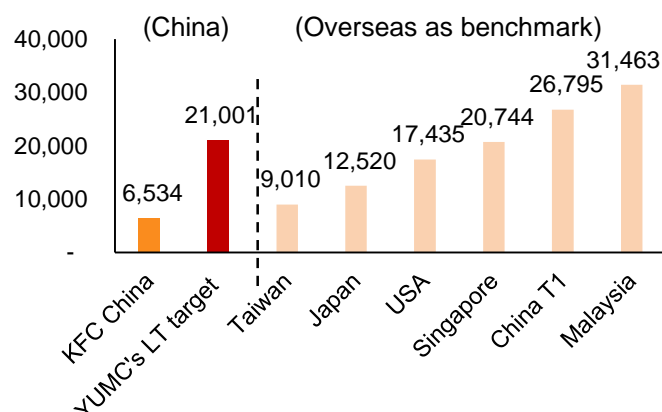 (China) (Overseas as benchmark)
40,000
30,000
20,000
10,000
-
6,534
21,001
9,010
12,520
17,435
20,744
26,795
31,463
KFC China
YUMC's LT target
Taiwan
Japan
USA
Singapore
China T1
Malaysia